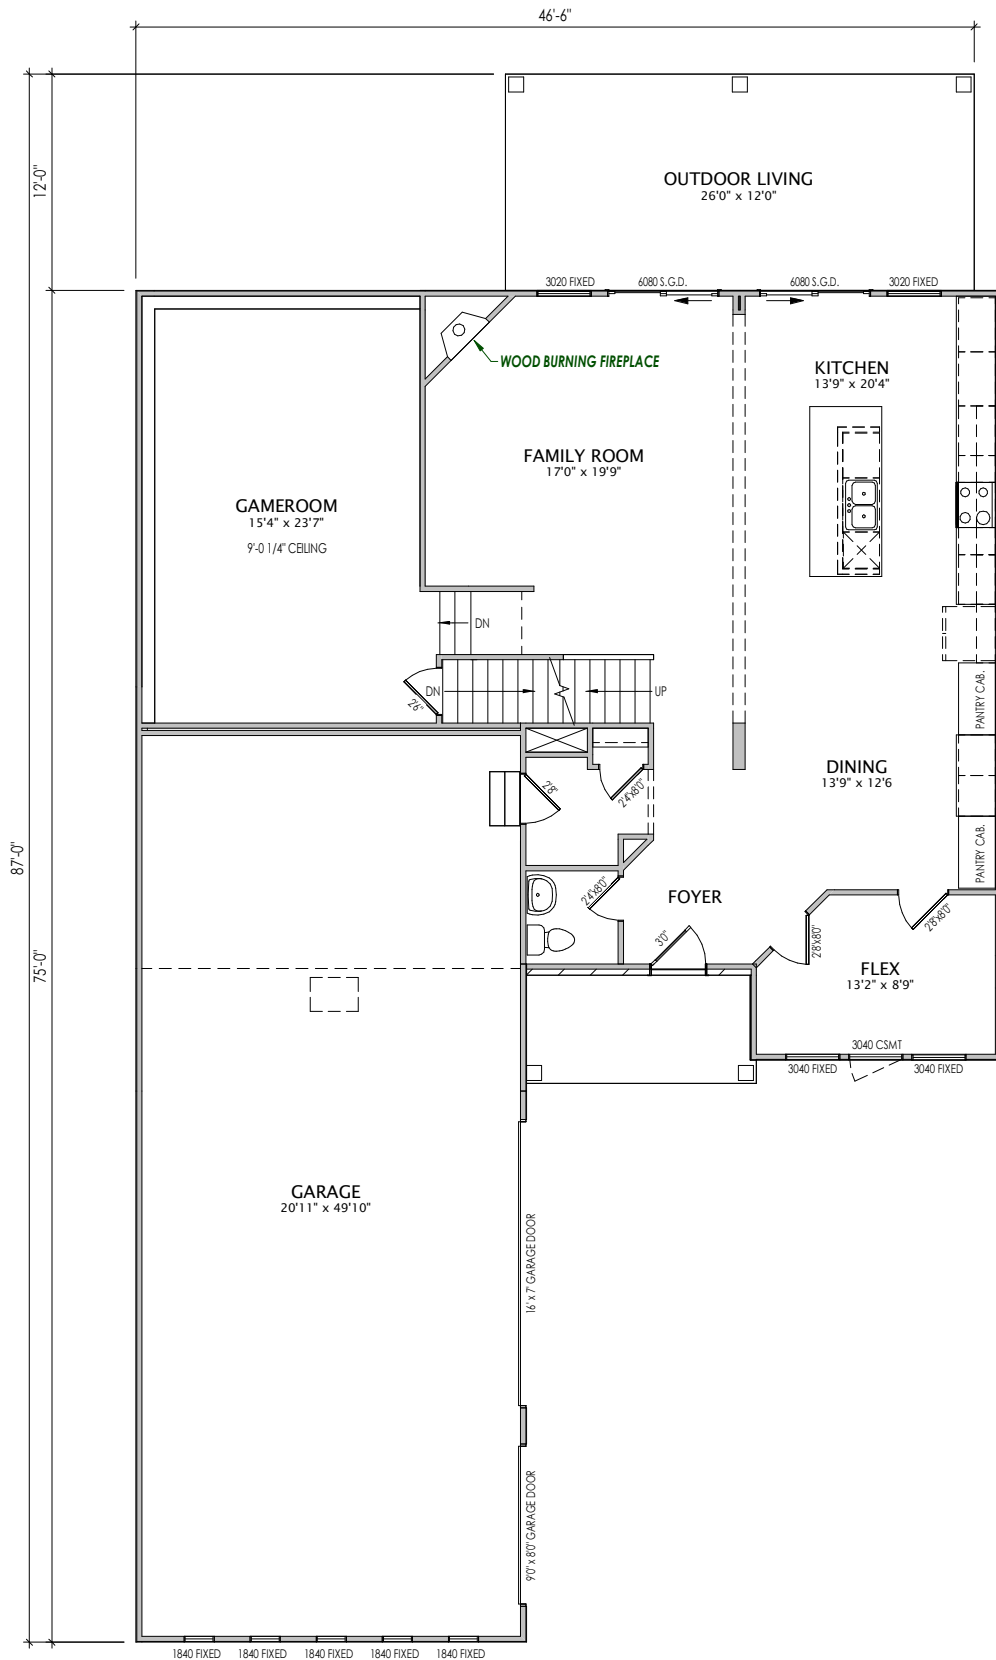 46'-6"
12'-0"
87'-0"
75'-0"
OUTDOOR LIVING
26'0" x 12'0"
3020 FIXED
6080 S.G.D.
6080 S.G.D.
3020 FIXED
WOOD BURNING FIREPLACE
KITCHEN
13'9" x 20'4"
FAMILY ROOM
17'0" x 19'9"
GAMEROOM
15'4" x 23'7"
9'-0 1/4" CEILING
DN
DN
UP
2'6"
PANTRY CAB.
DINING
13'9" x 12'6
2'8"
2'4"x8'0"
PANTRY CAB.
2'4"x8'0"
FOYER
3'0"
2'8"x8'0"
2'8"x8'0"
FLEX
13'2" x 8'9"
3040 CSMT
3040 FIXED
3040 FIXED
GARAGE
20'11" x 49'10"
16' x 7' GARAGE DOOR
9'0" x 8'0" GARAGE DOOR
1840 FIXED
1840 FIXED
1840 FIXED
1840 FIXED
1840 FIXED